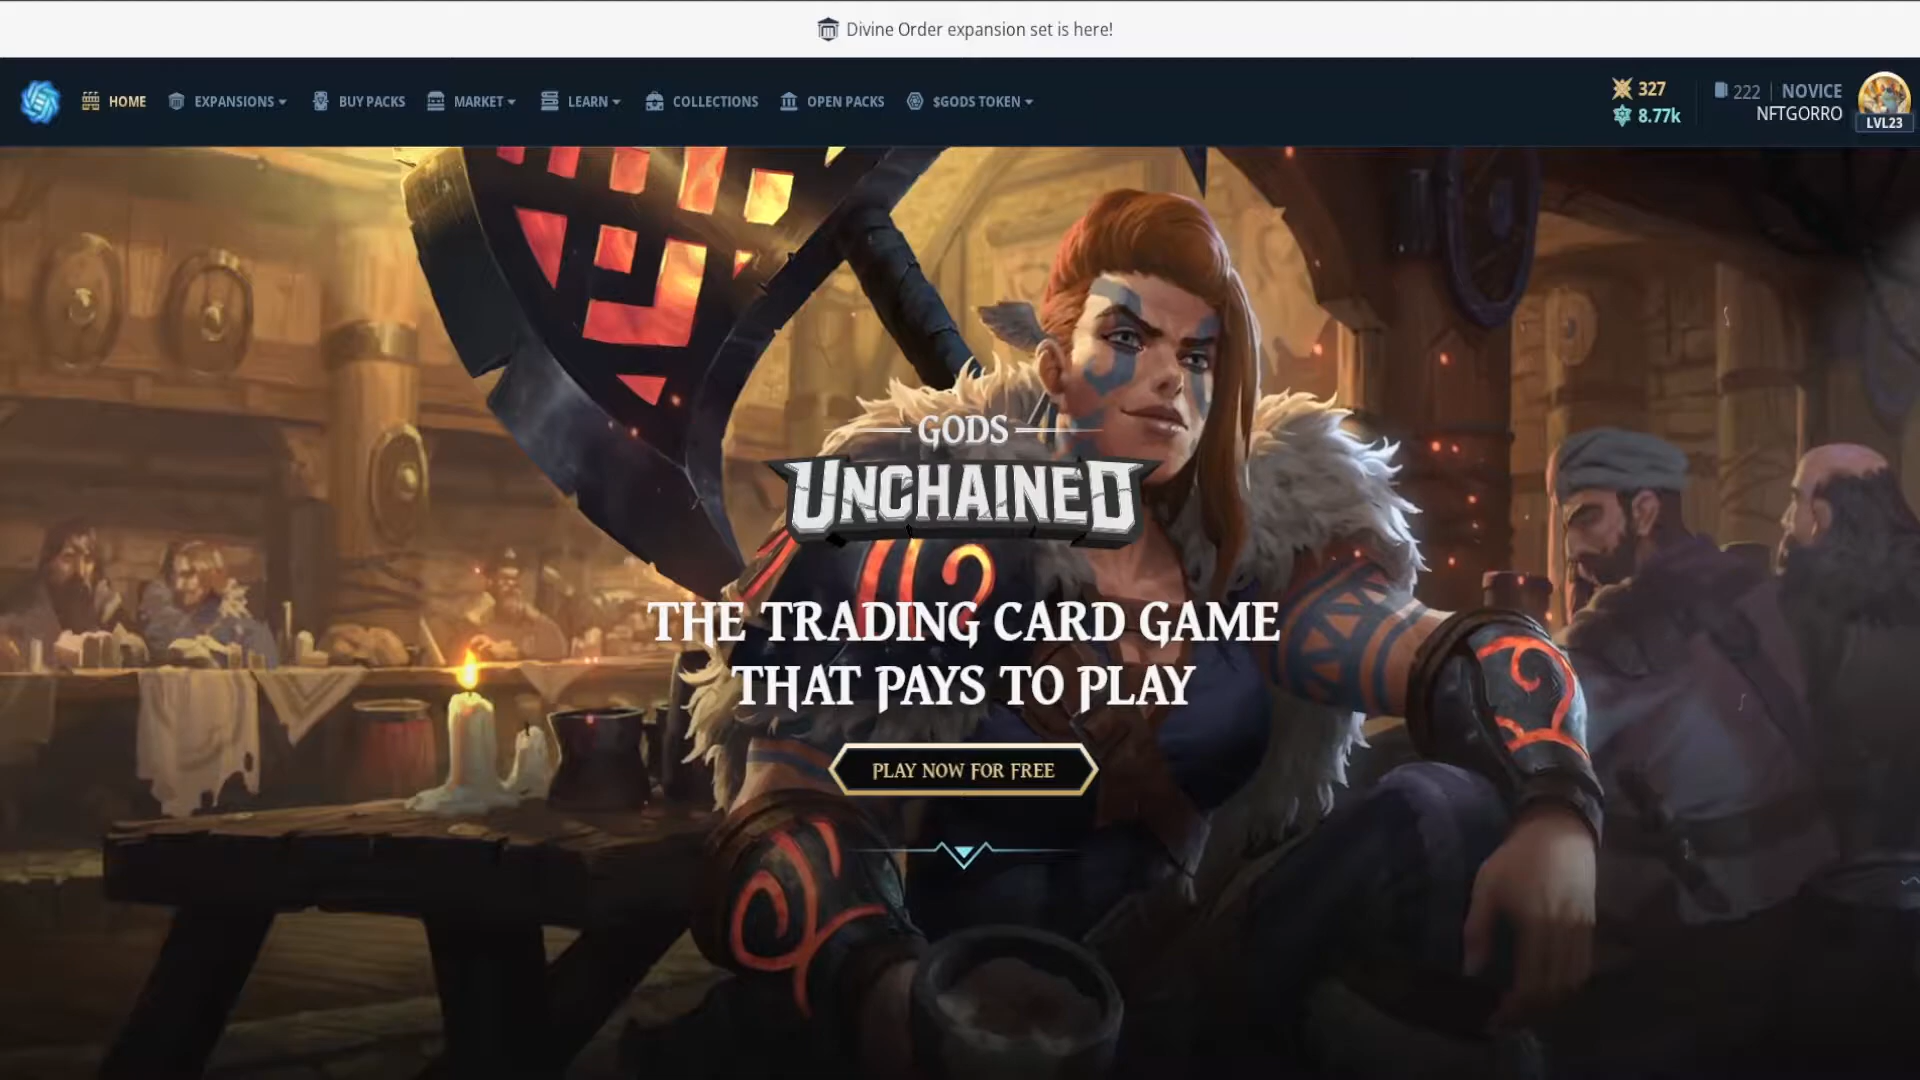 Divine Order expansion set is here!
HOME EXPANSIONS BUY PACKS MARKET LEARN COLLECTIONS OPEN PACKS $GODS TOKEN
327
8.77k
222 | NOVICE
NFTGORRO
LVL23
GODS
UNCHAINED
THE TRADING CARD GAME
THAT PAYS TO PLAY
PLAY NOW FOR FREE